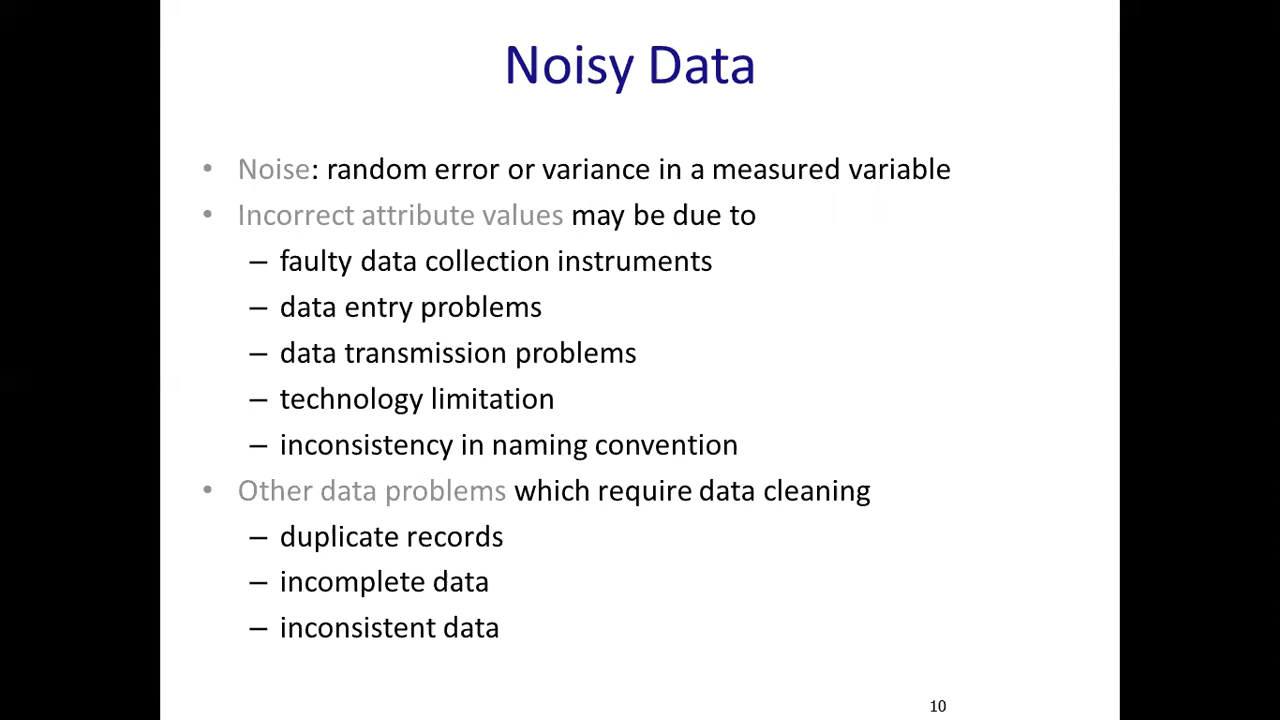 Noisy Data
• Noise: random error or variance in a measured variable
• Incorrect attribute values may be due to
– faulty data collection instruments
– data entry problems
– data transmission problems
– technology limitation
– inconsistency in naming convention
• Other data problems which require data cleaning
– duplicate records
– incomplete data
– inconsistent data
10